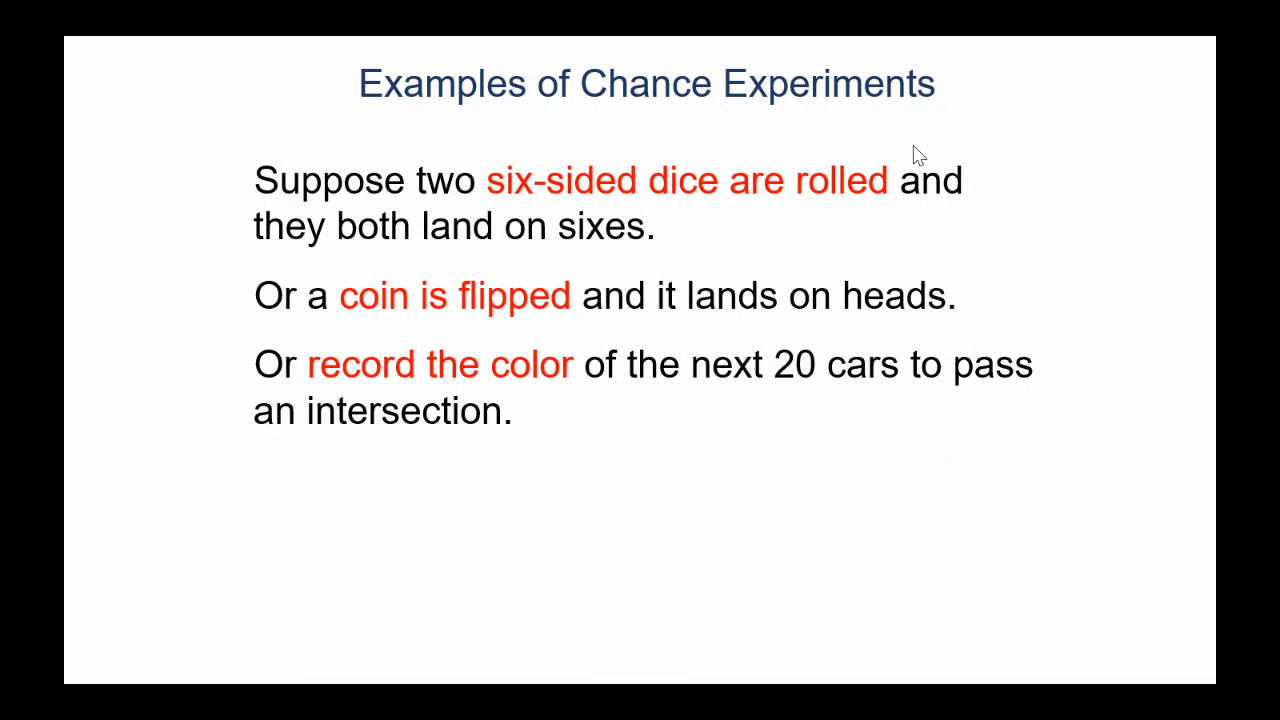 Examples of Chance Experiments
Suppose two six-sided dice are rolled and
they both land on sixes.
Or a coin is flipped and it lands on heads.
Or record the color of the next 20 cars to pass
an intersection.